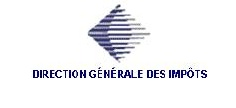 DIRECTION GÉNÉRALE DES IMPÔTS